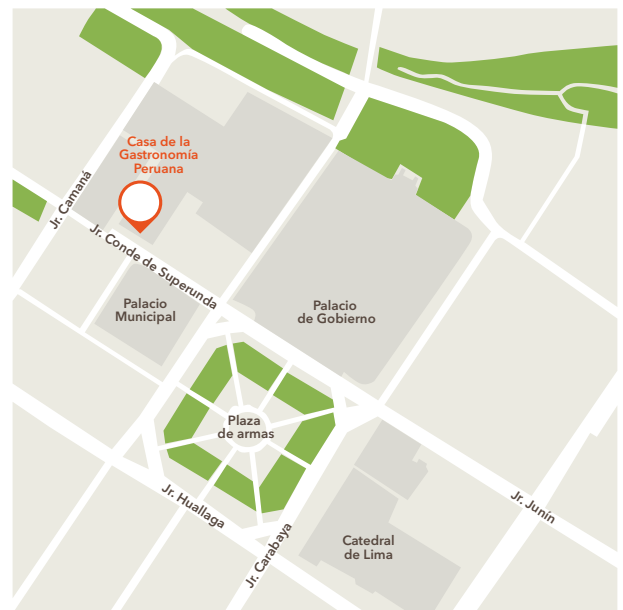 Casa de la
Gastronomía
Peruana
Jr. Camaná
Jr. Conde de Superunda
Palacio
Municipal
Palacio
de Gobierno
Plaza
de armas
Jr. Huallaga
Jr. Carabaya
Jr. Junín
Catedral
de Lima